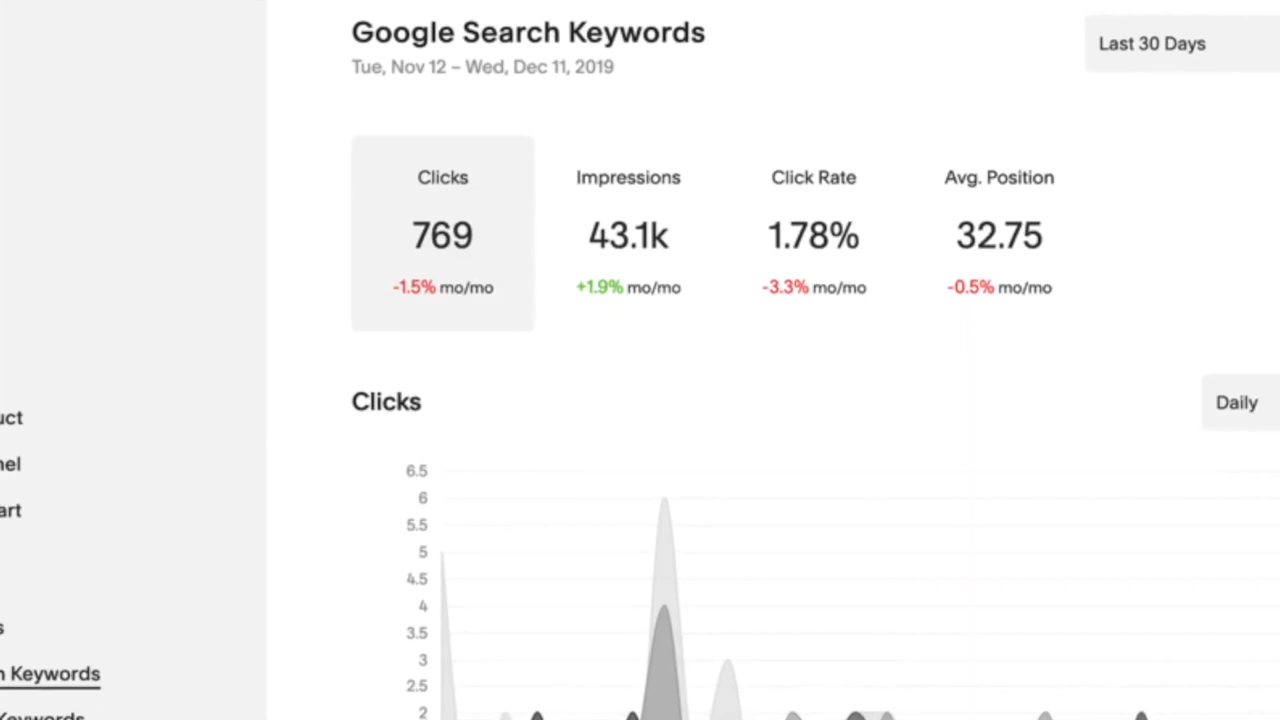 Google Search Keywords
Tue, Nov 12 – Wed, Dec 11, 2019
Last 30 Days
Clicks
769
-1.5% mo/mo
Impressions
43.1k
+1.9% mo/mo
Click Rate
1.78%
-3.3% mo/mo
Avg. Position
32.75
-0.5% mo/mo
Clicks
Daily
6.5
6
5.5
5
4.5
4
3.5
3
2.5
2
Keywords
Keywords